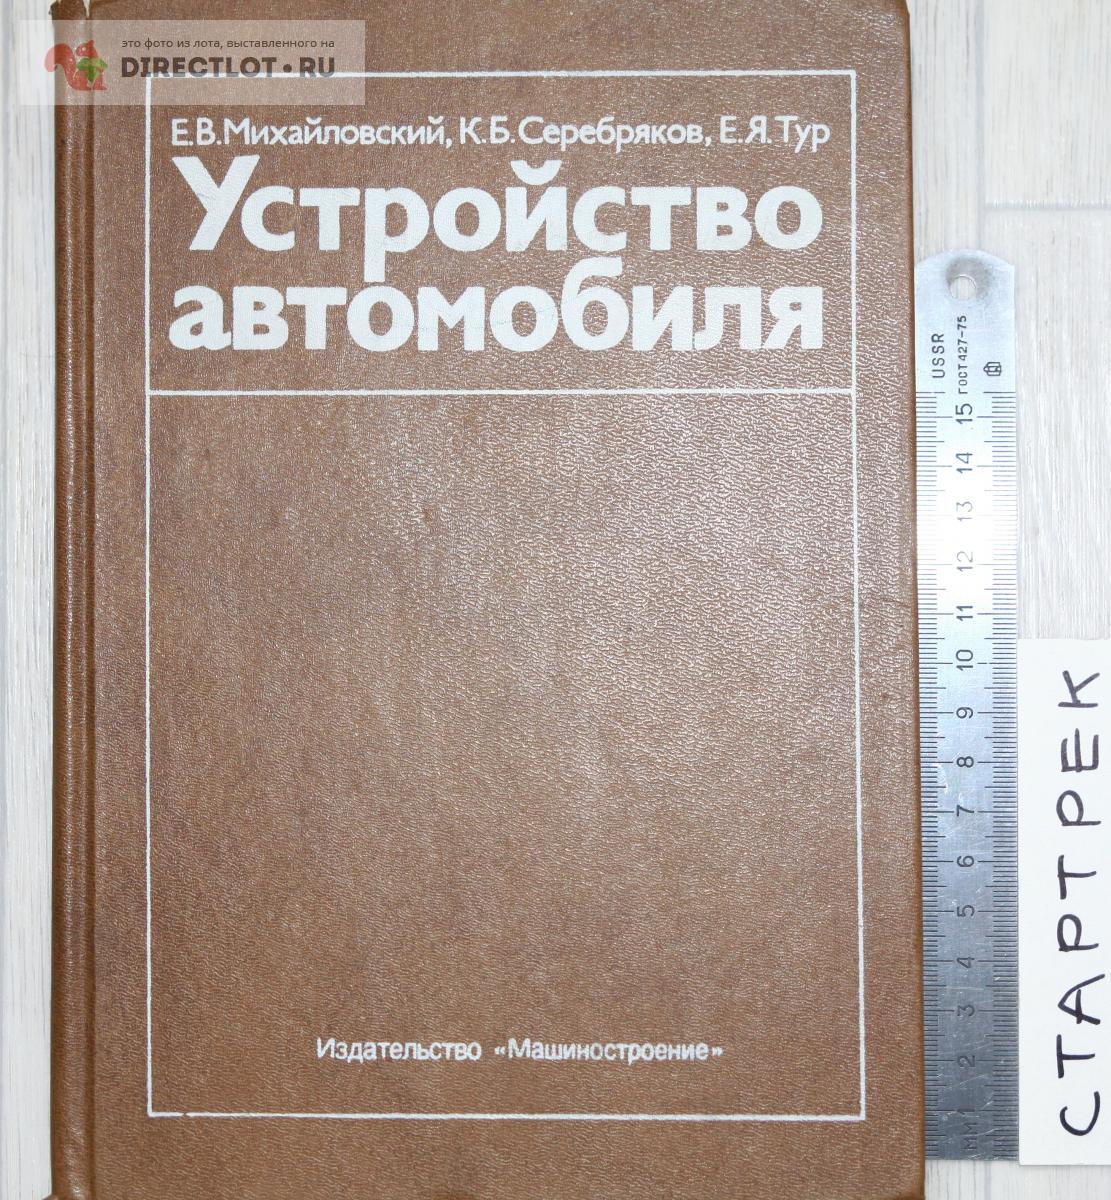 это фото из лота, выставленного на
DIRECTLOT.RU
Е.В.Михайловский, К.Б.Серебряков, Е.Я.Тур
Устройство
автомобиля
Издательство «Машиностроение»
USSR
ГОСТ 427-75
15
14
13
12
11
10
9
8
7
6
5
4
3
2
1
мм
СТАРТРЕК